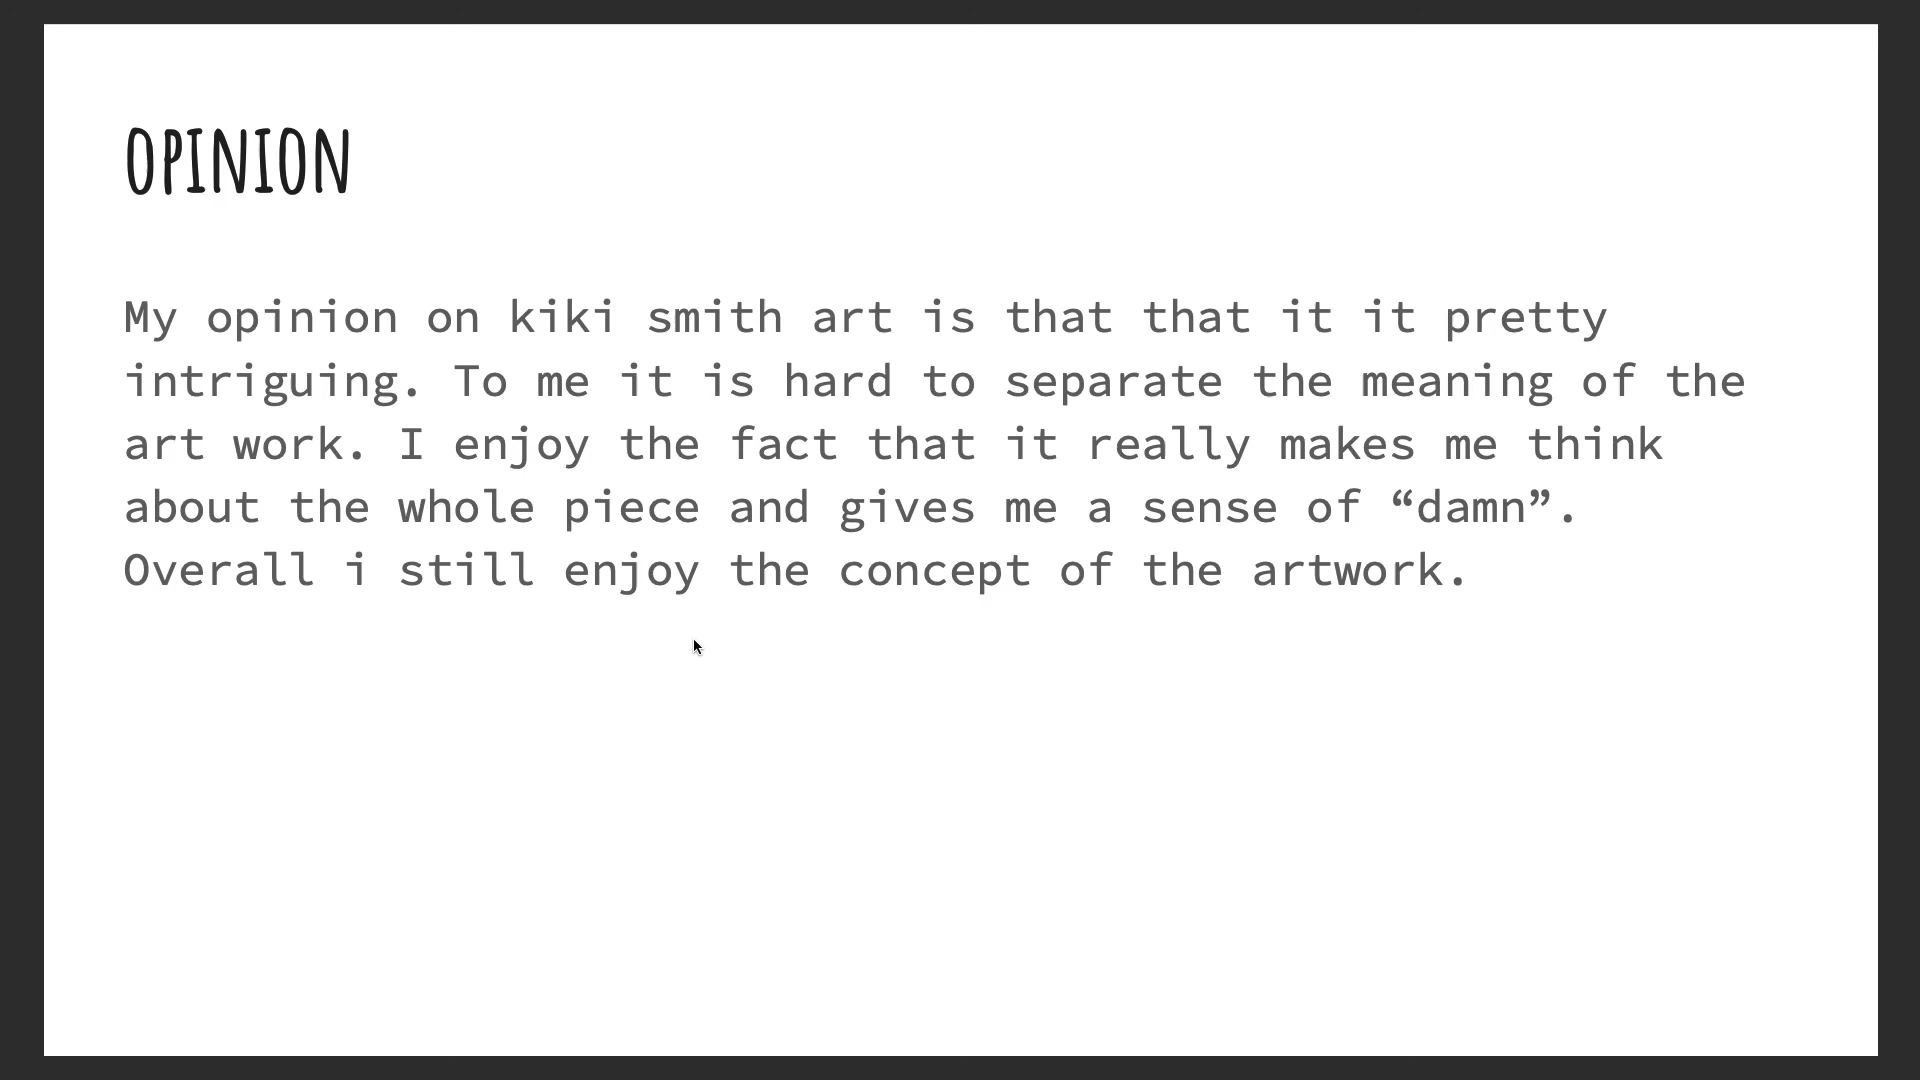 OPINION
My opinion on kiki smith art is that that it it pretty
intriguing. To me it is hard to separate the meaning of the
art work. I enjoy the fact that it really makes me think
about the whole piece and gives me a sense of “damn”.
Overall i still enjoy the concept of the artwork.